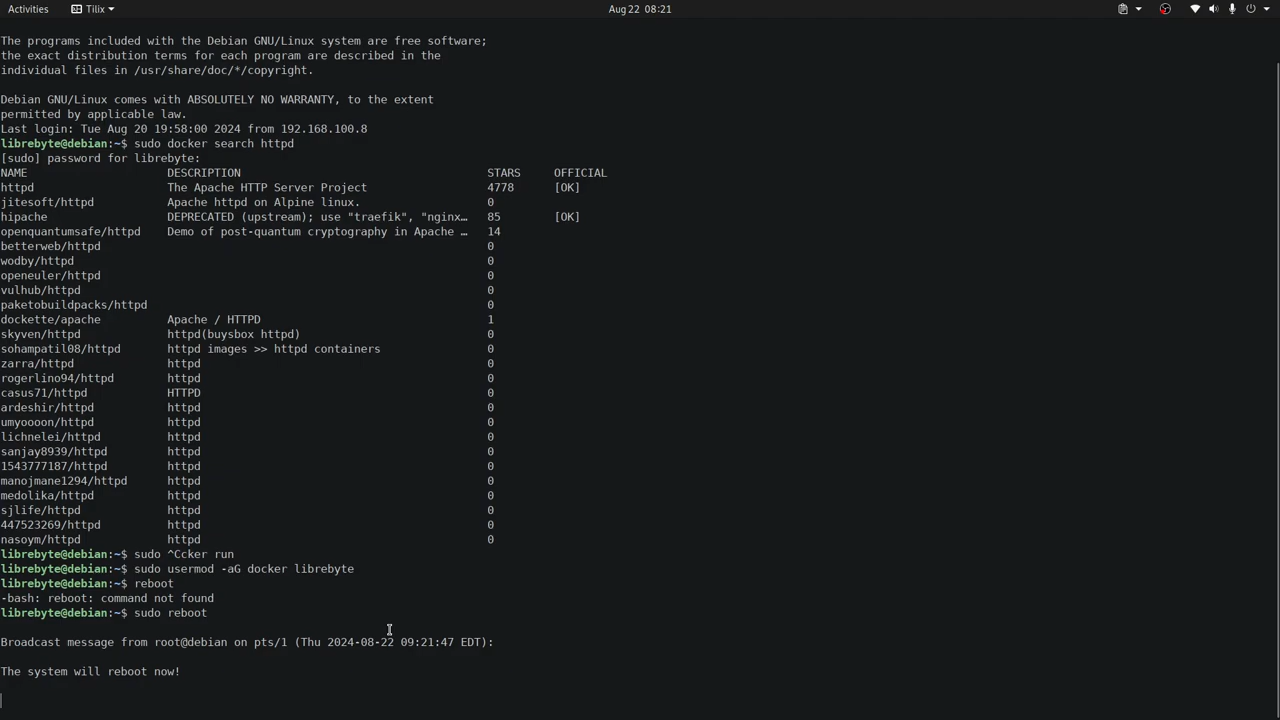 Activities Tilix Aug 22 08:21
The programs included with the Debian GNU/Linux system are free software;
the exact distribution terms for each program are described in the
individual files in /usr/share/doc/*/copyright.
Debian GNU/Linux comes with ABSOLUTELY NO WARRANTY, to the extent
permitted by applicable law.
Last login: Tue Aug 20 19:58:00 2024 from 192.168.100.8
librebyte@debian:~$ sudo docker search httpd
[sudo] password for librebyte:
NAME DESCRIPTION STARS OFFICIAL
httpd The Apache HTTP Server Project 4778 [OK]
jitesoft/httpd Apache httpd on Alpine linux. 0
hipache DEPRECATED (upstream); use "traefik", "nginx… 85 [OK]
openquantumsafe/httpd Demo of post-quantum cryptography in Apache … 14
betterweb/httpd 0
wodby/httpd 0
openeuler/httpd 0
vulhub/httpd 0
paketobuildpacks/httpd 0
dockette/apache Apache / HTTPD 1
skyven/httpd httpd(buysbox httpd) 0
sohampatil08/httpd httpd images >> httpd containers 0
zarra/httpd httpd 0
rogerlino94/httpd httpd 0
casus71/httpd HTTPD 0
ardeshir/httpd httpd 0
umyoooon/httpd httpd 0
lichnelei/httpd httpd 0
sanjay8939/httpd httpd 0
1543777187/httpd httpd 0
manojmane1294/httpd httpd 0
medolika/httpd httpd 0
sjlife/httpd httpd 0
447523269/httpd httpd 0
nasoym/httpd httpd 0
librebyte@debian:~$ sudo ^Ccker run
librebyte@debian:~$ sudo usermod -aG docker librebyte
librebyte@debian:~$ reboot
-bash: reboot: command not found
librebyte@debian:~$ sudo reboot
Broadcast message from root@debian on pts/1 (Thu 2024-08-22 09:21:47 EDT):
The system will reboot now!